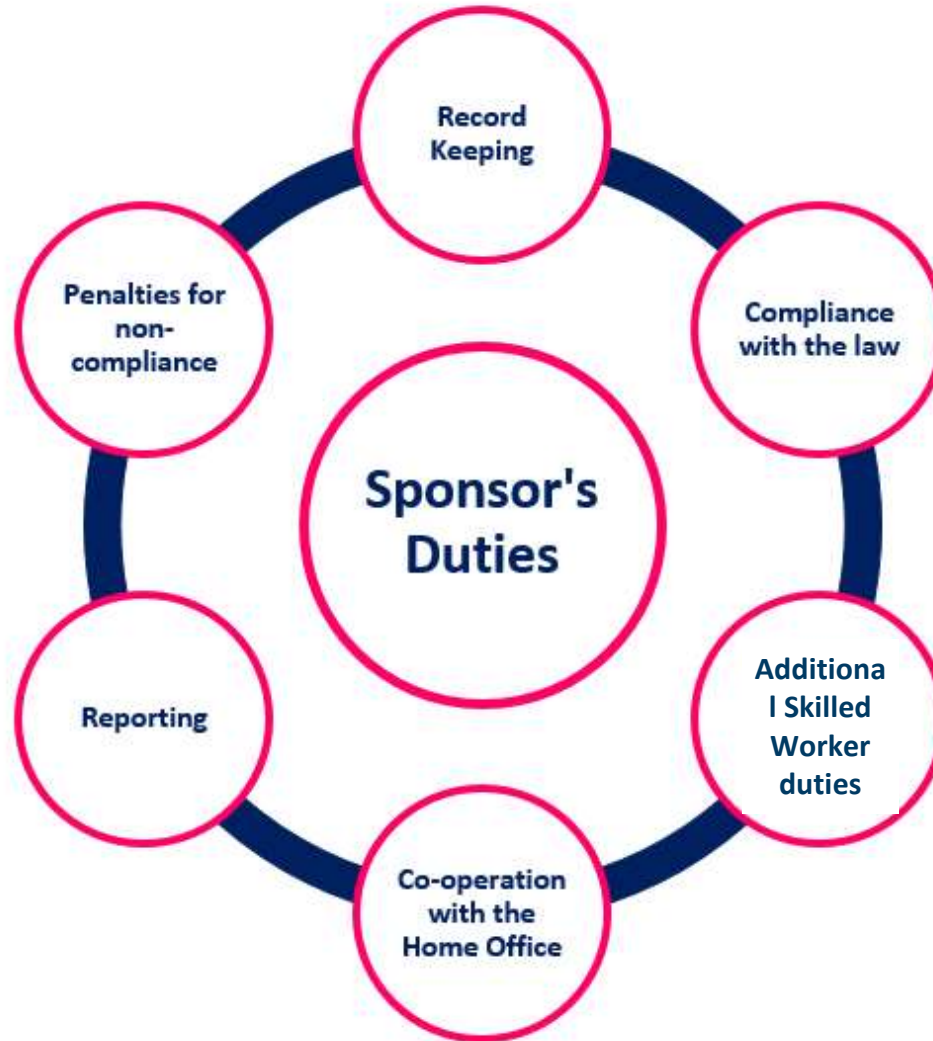 Record
Keeping
Compliance
with the law
Additiona
l Skilled
Worker
duties
Co-operation
with the
Home Office
Reporting
Penalties for
non-
compliance
Sponsor's
Duties